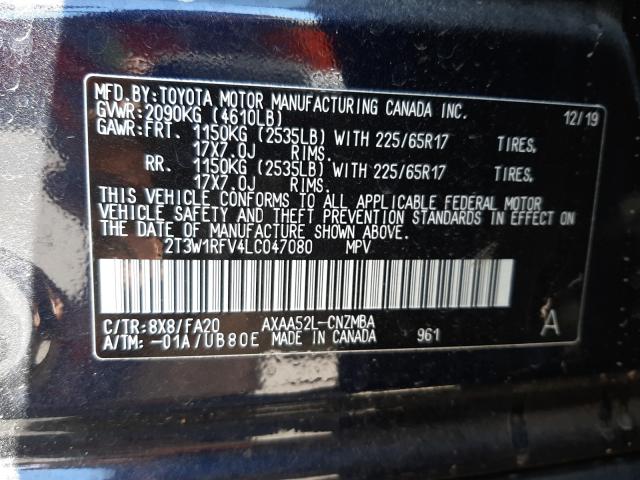 MFD.BY:TOYOTA MOTOR MANUFACTURING CANADA INC.
GVWR:2090KG (4610LB) 12/19
GAWR:FRT. 1150KG (2535LB) WITH 225/65R17 TIRES,
17X7.0J RIMS.
RR. 1150KG (2535LB) WITH 225/65R17 TIRES,
17X7.0J RIMS.
THIS VEHICLE CONFORMS TO ALL APPLICABLE FEDERAL MOTOR
VEHICLE SAFETY AND THEFT PREVENTION STANDARDS IN EFFECT ON
THE DATE OF MANUFACTURE SHOWN ABOVE.
2T3W1RFV4LC047080 MPV
C/TR:8X8/FA20 AXAA52L-CNZMBA A
A/TM:-01A/UB80E MADE IN CANADA 961